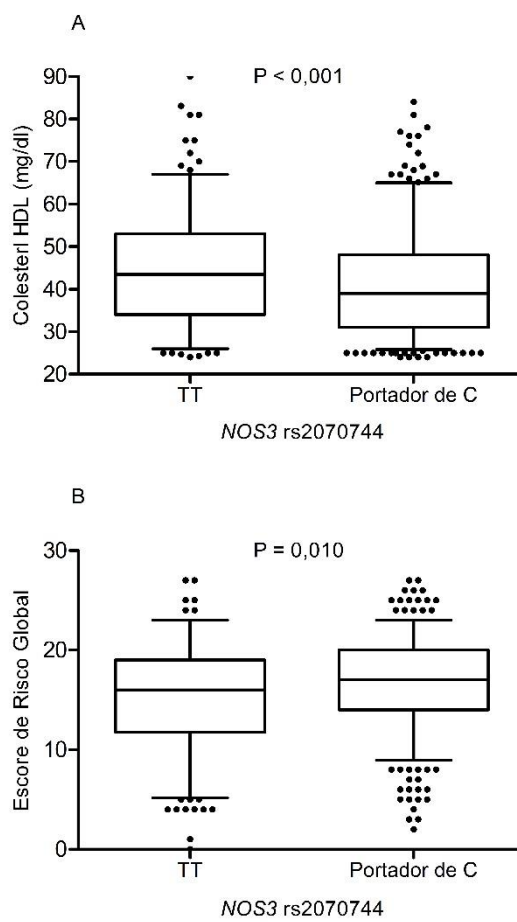 A
P < 0,001
Colesterl HDL (mg/dl)
90
80
70
60
50
40
30
20
TT
Portador de C
NOS3 rs2070744
B
P = 0,010
Escore de Risco Global
30
20
10
0
TT
Portador de C
NOS3 rs2070744